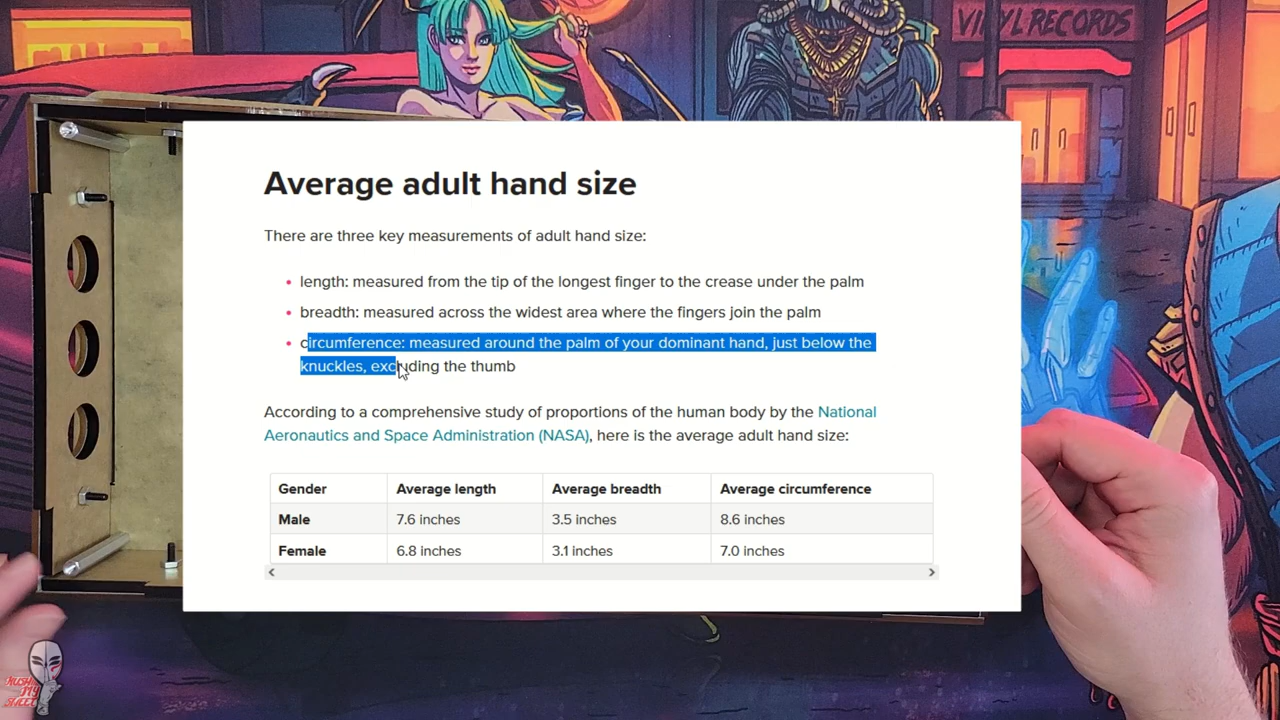 VINYL RECORDS
Average adult hand size
There are three key measurements of adult hand size:
• length: measured from the tip of the longest finger to the crease under the palm
• breadth: measured across the widest area where the fingers join the palm
• circumference: measured around the palm of your dominant hand, just below the
knuckles, excluding the thumb
According to a comprehensive study of proportions of the human body by the National
Aeronautics and Space Administration (NASA), here is the average adult hand size:
Gender Average length Average breadth Average circumference
Male 7.6 inches 3.5 inches 8.6 inches
Female 6.8 inches 3.1 inches 7.0 inches